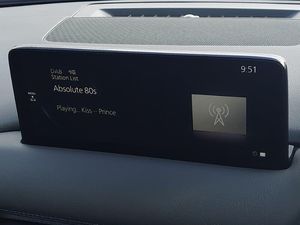 DAB
9:51
Station List
Absolute 80s
Playing... Kiss – Prince